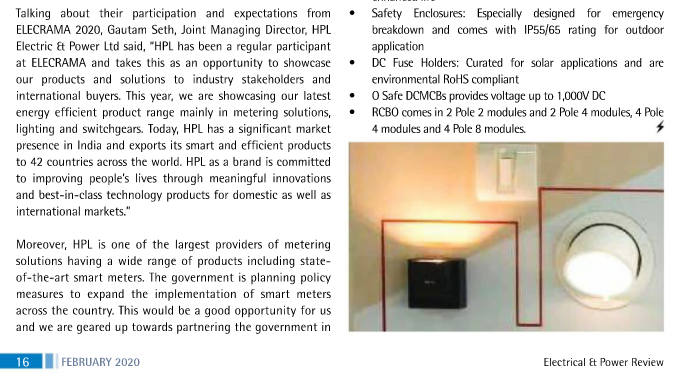 Talking about their participation and expectations from
ELECRAMA 2020, Gautam Seth, Joint Managing Director, HPL
Electric & Power Ltd said, "HPL has been a regular participant
at ELECRAMA and takes this as an opportunity to showcase
our products and solutions to industry stakeholders and
international buyers. This year, we are showcasing our latest
energy efficient product range mainly in metering solutions,
lighting and switchgears. Today, HPL has a significant market
presence in India and exports its smart and efficient products
to 42 countries across the world. HPL as a brand is committed
to improving people's lives through meaningful innovations
and best-in-class technology products for domestic as well as
international markets."
Moreover, HPL is one of the largest providers of metering
solutions having a wide range of products including state-
of-the-art smart meters. The government is planning policy
measures to expand the implementation of smart meters
across the country. This would be a good opportunity for us
and we are geared up towards partnering the government in
• Safety Enclosures: Especially designed for emergency
breakdown and comes with IP55/65 rating for outdoor
application
• DC Fuse Holders: Curated for solar applications and are
environmental RoHS compliant
• O Safe DCMCBs provides voltage up to 1,000V DC
• RCBO comes in 2 Pole 2 modules and 2 Pole 4 modules, 4 Pole
4 modules and 4 Pole 8 modules.
16 FEBRUARY 2020
Electrical & Power Review